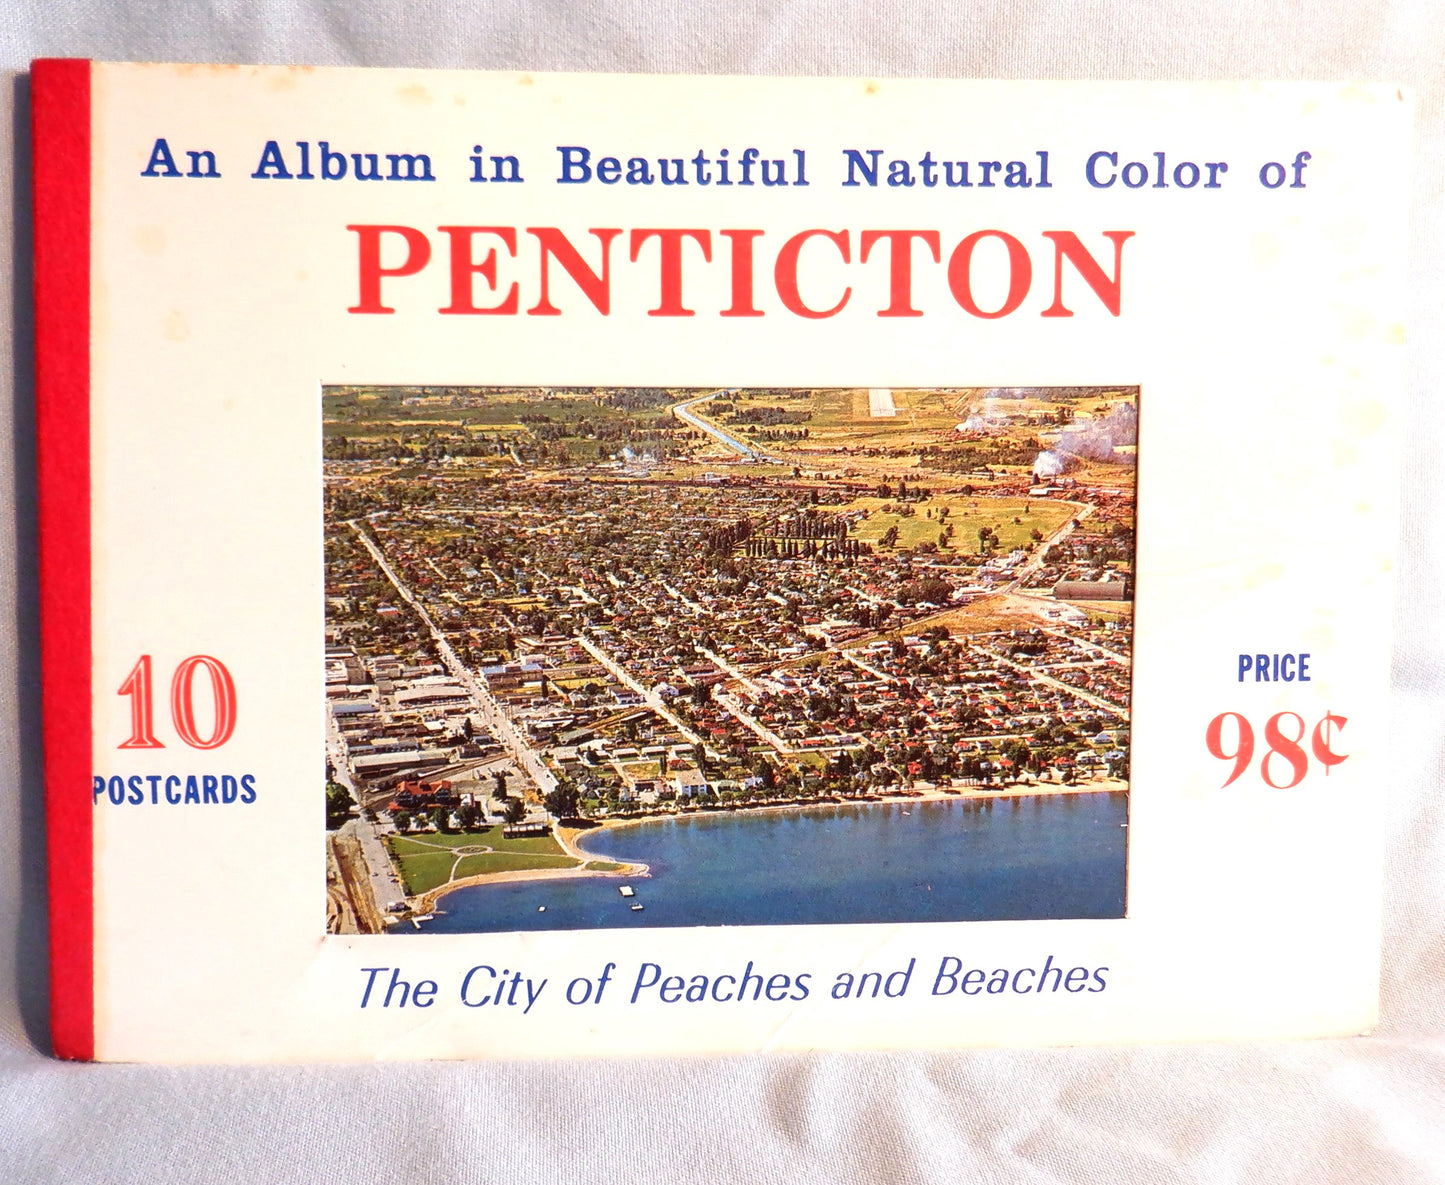 An Album in Beautiful Natural Color of
PENTICTON
10
POSTCARDS
PRICE
98¢
The City of Peaches and Beaches